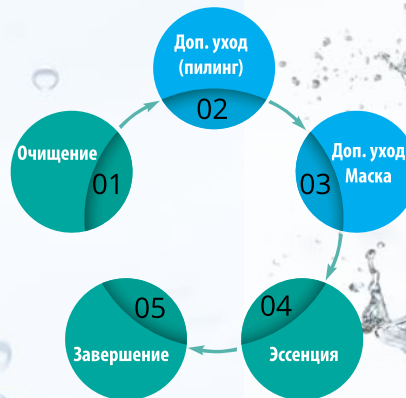 Очищение
01
Доп. уход
(пилинг)
02
Доп. уход
Маска
03
04
Эссенция
05
Завершение